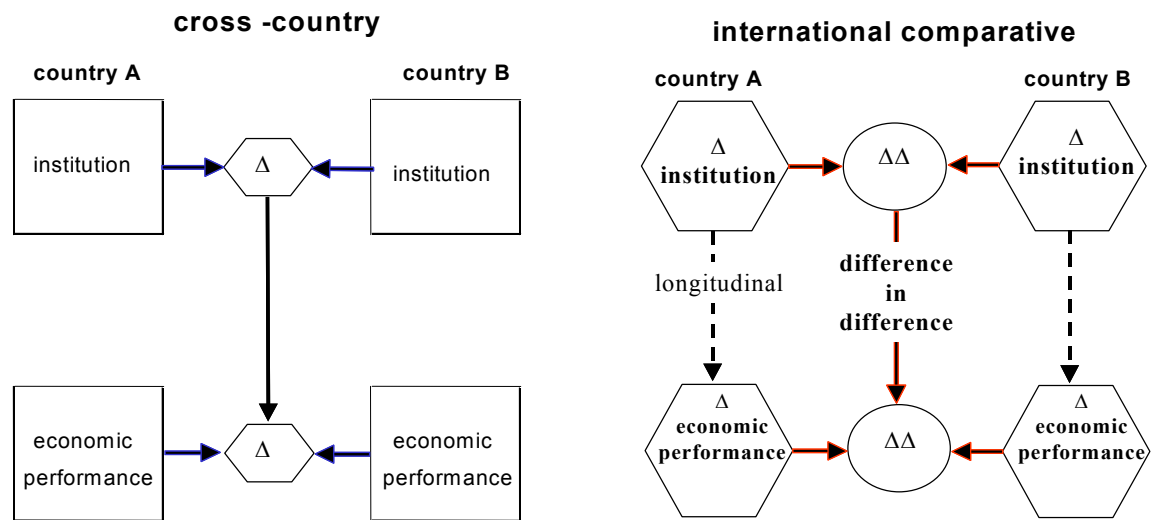 cross -country
country A
country B
institution
Δ
institution
economic
performance
Δ
economic
performance
international comparative
country A
country B
Δ
institution
ΔΔ
Δ
institution
longitudinal
difference
in
difference
Δ
economic
performance
ΔΔ
Δ
economic
performance